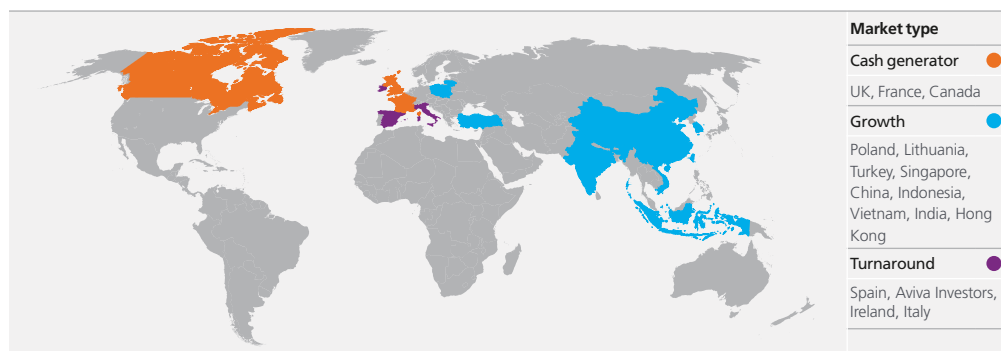 Market type
Cash generator
UK, France, Canada
Growth
Poland, Lithuania,
Turkey, Singapore,
China, Indonesia,
Vietnam, India, Hong
Kong
Turnaround
Spain, Aviva Investors,
Ireland, Italy